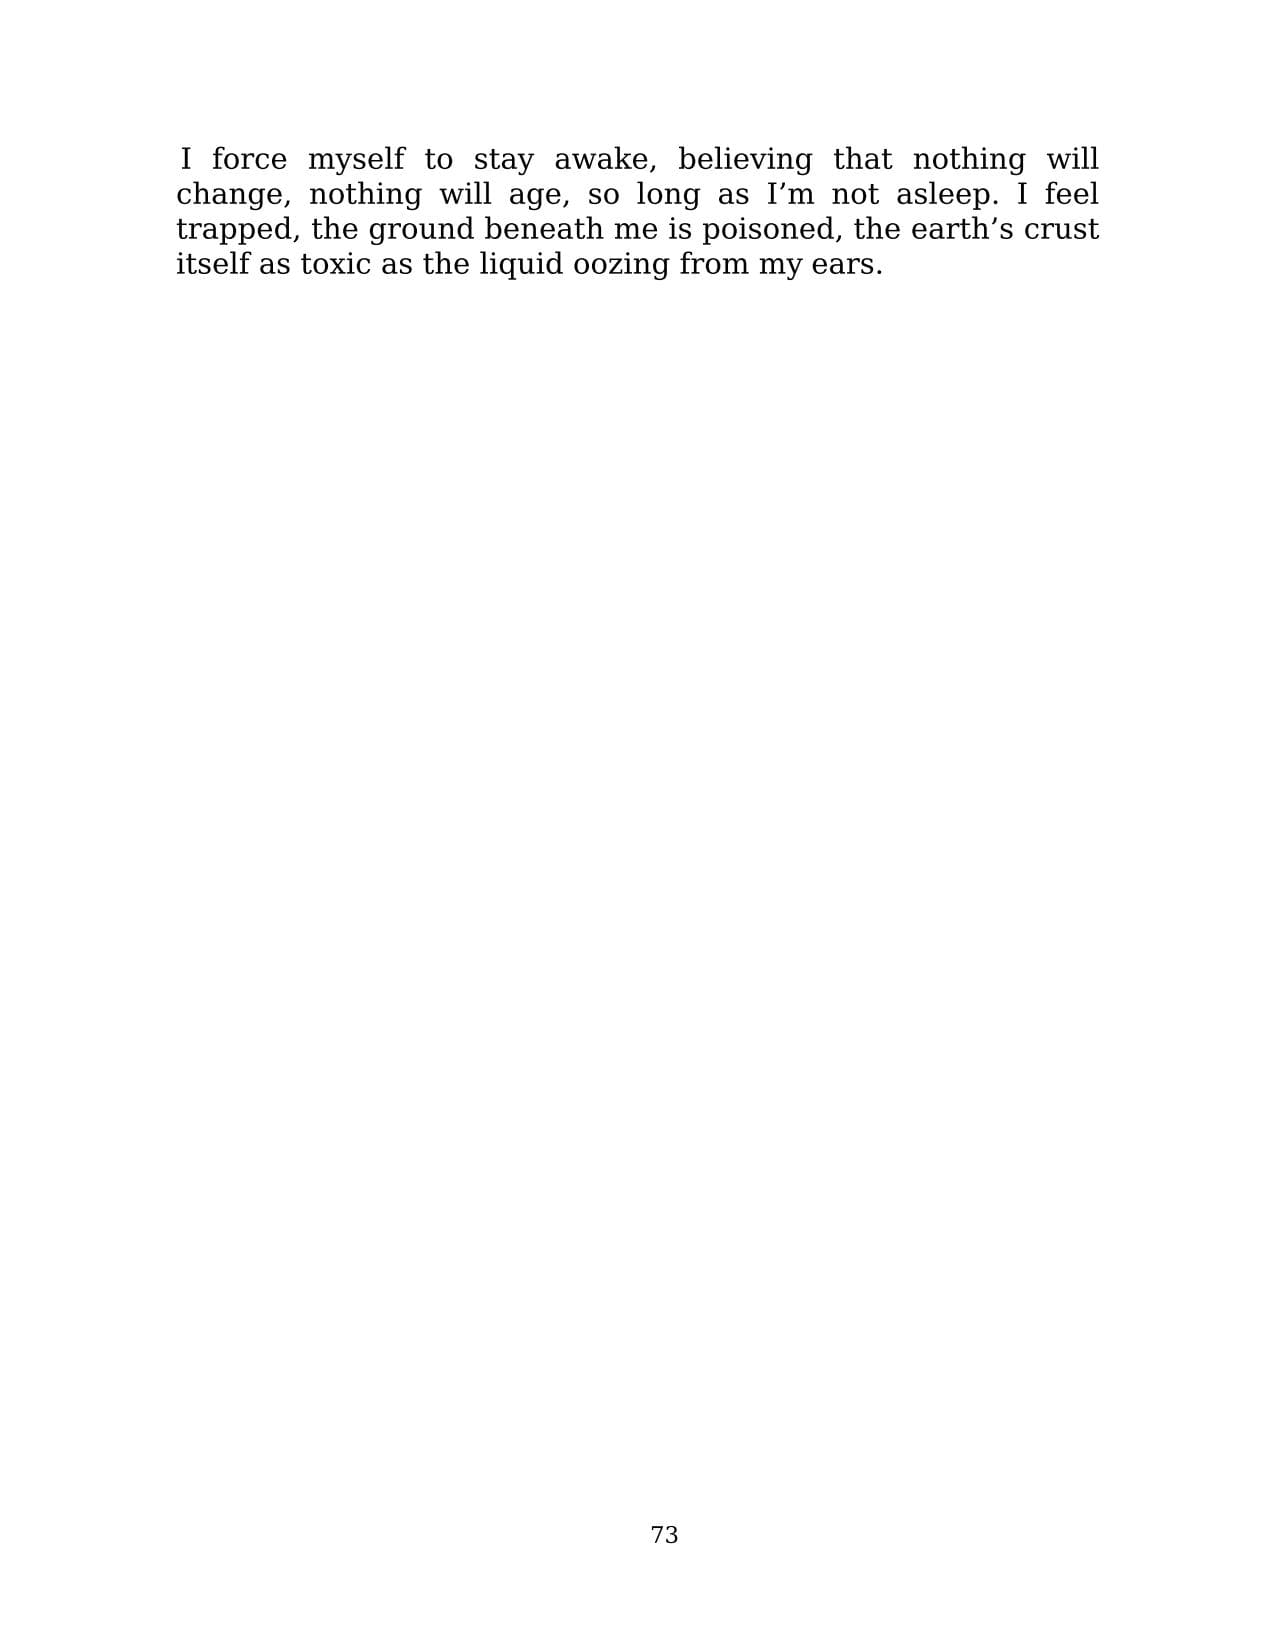 I force myself to stay awake, believing that nothing will
change, nothing will age, so long as I’m not asleep. I feel
trapped, the ground beneath me is poisoned, the earth’s crust
itself as toxic as the liquid oozing from my ears.
73